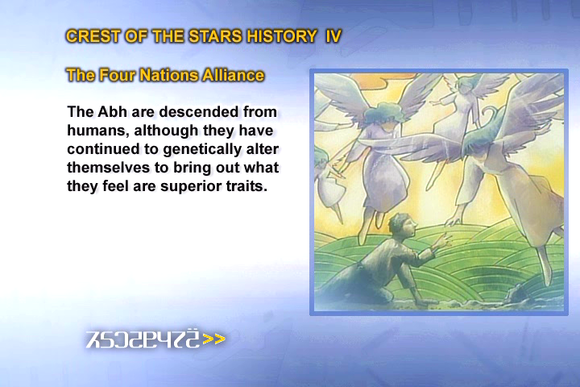 CREST OF THE STARS HISTORY IV
The Four Nations Alliance
The Abh are descended from
humans, although they have
continued to genetically alter
themselves to bring out what
they feel are superior traits.
>>